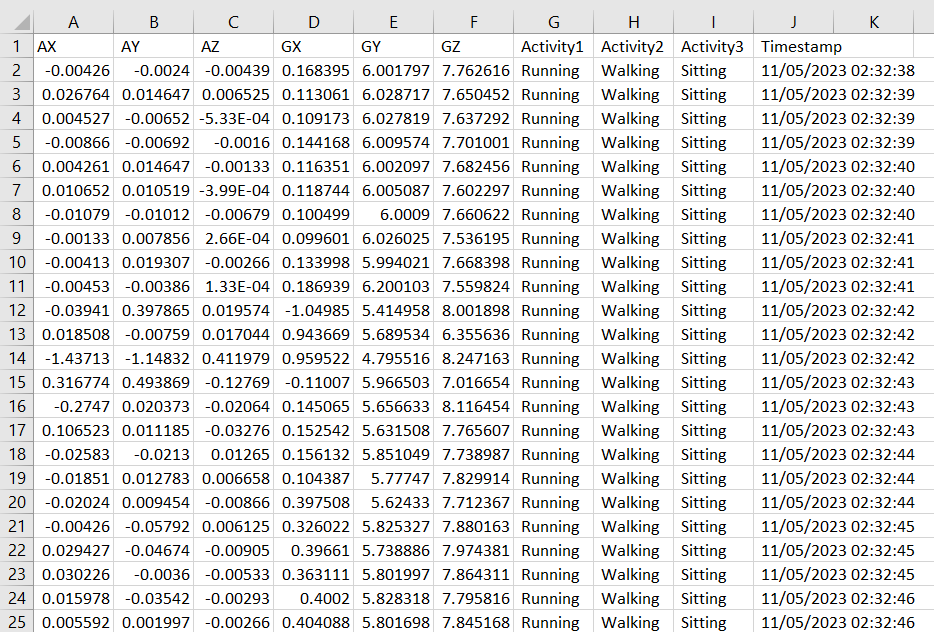 A B C D E F G H I J K
1 AX AY AZ GX GY GZ Activity1 Activity2 Activity3 Timestamp
2 -0.00426 -0.0024 -0.00439 0.168395 6.001797 7.762616 Running Walking Sitting 11/05/2023 02:32:38
3 0.026764 0.014647 0.006525 0.113061 6.028717 7.650452 Running Walking Sitting 11/05/2023 02:32:39
4 0.004527 -0.00652 -5.33E-04 0.109173 6.027819 7.637292 Running Walking Sitting 11/05/2023 02:32:39
5 -0.00866 -0.00692 -0.0016 0.144168 6.009574 7.701001 Running Walking Sitting 11/05/2023 02:32:39
6 0.004261 0.014647 -0.00133 0.116351 6.002097 7.682456 Running Walking Sitting 11/05/2023 02:32:40
7 0.010652 0.010519 -3.99E-04 0.118744 6.005087 7.602297 Running Walking Sitting 11/05/2023 02:32:40
8 -0.01079 -0.01012 -0.00679 0.100499 6.0009 7.660622 Running Walking Sitting 11/05/2023 02:32:40
9 -0.00133 0.007856 2.66E-04 0.099601 6.026025 7.536195 Running Walking Sitting 11/05/2023 02:32:41
10 -0.00413 0.019307 -0.00266 0.133998 5.994021 7.668398 Running Walking Sitting 11/05/2023 02:32:41
11 -0.00453 -0.00386 1.33E-04 0.186939 6.200103 7.559824 Running Walking Sitting 11/05/2023 02:32:41
12 -0.03941 0.397865 0.019574 -1.04985 5.414958 8.001898 Running Walking Sitting 11/05/2023 02:32:42
13 0.018508 -0.00759 0.017044 0.943669 5.689534 6.355636 Running Walking Sitting 11/05/2023 02:32:42
14 -1.43713 -1.14832 0.411979 0.959522 4.795516 8.247163 Running Walking Sitting 11/05/2023 02:32:42
15 0.316774 0.493869 -0.12769 -0.11007 5.966503 7.016654 Running Walking Sitting 11/05/2023 02:32:43
16 -0.2747 0.020373 -0.02064 0.145065 5.656633 8.116454 Running Walking Sitting 11/05/2023 02:32:43
17 0.106523 0.011185 -0.03276 0.152542 5.631508 7.765607 Running Walking Sitting 11/05/2023 02:32:43
18 -0.02583 -0.0213 0.01265 0.156132 5.851049 7.738987 Running Walking Sitting 11/05/2023 02:32:44
19 -0.01851 0.012783 0.006658 0.104387 5.77747 7.829914 Running Walking Sitting 11/05/2023 02:32:44
20 -0.02024 0.009454 -0.00866 0.397508 5.62433 7.712367 Running Walking Sitting 11/05/2023 02:32:44
21 -0.00426 -0.05792 0.006125 0.326022 5.825327 7.880163 Running Walking Sitting 11/05/2023 02:32:45
22 0.029427 -0.04674 -0.00905 0.39661 5.738886 7.974381 Running Walking Sitting 11/05/2023 02:32:45
23 0.030226 -0.0036 -0.00533 0.363111 5.801997 7.864311 Running Walking Sitting 11/05/2023 02:32:45
24 0.015978 -0.03542 -0.00293 0.4002 5.828318 7.795816 Running Walking Sitting 11/05/2023 02:32:46
25 0.005592 0.001997 -0.00266 0.404088 5.801698 7.845168 Running Walking Sitting 11/05/2023 02:32:46